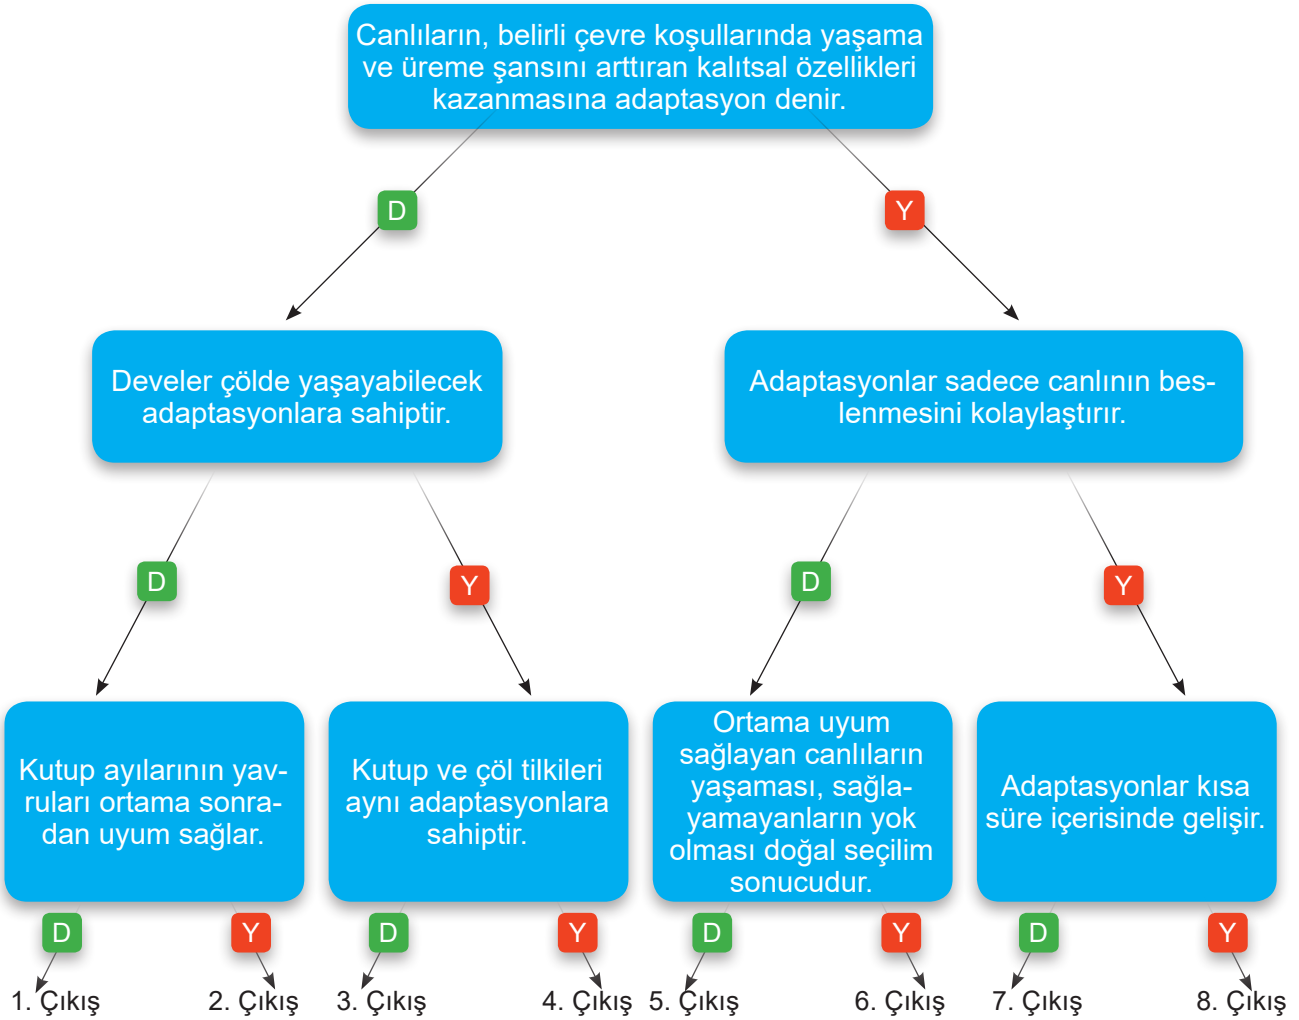 Canlıların, belirli çevre koşullarında yaşama
ve üreme şansını arttıran kalıtsal özellikleri
kazanmasına adaptasyon denir.
D
Y
Develer çölde yaşayabilecek
adaptasyonlara sahiptir.
Adaptasyonlar sadece canlının bes-
lenmesini kolaylaştırır.
D
Y
D
Y
Kutup ayılarının yav-
ruları ortama sonra-
dan uyum sağlar.
Kutup ve çöl tilkileri
aynı adaptasyonlara
sahiptir.
Ortama uyum
sağlayan canlıların
yaşaması, sağla-
yamayanların yok
olması doğal seçilim
sonucudur.
Adaptasyonlar kısa
süre içerisinde gelişir.
D
Y
D
Y
D
Y
D
Y
1. Çıkış
2. Çıkış
3. Çıkış
4. Çıkış
5. Çıkış
6. Çıkış
7. Çıkış
8. Çıkış